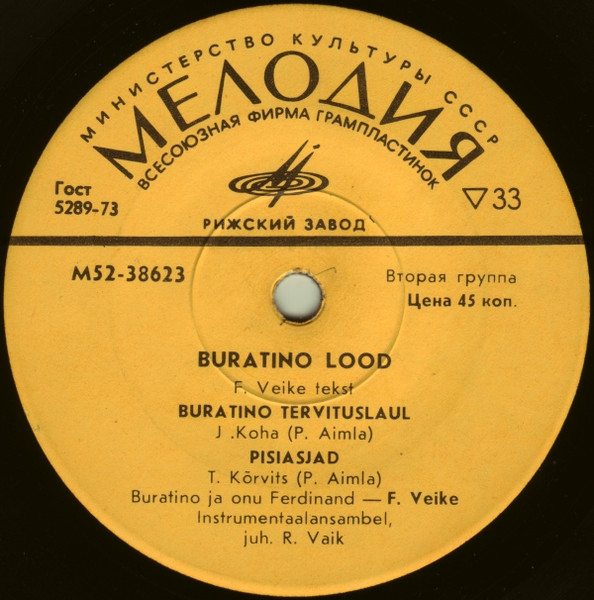 МИНИСТЕРСТВО КУЛЬТУРЫ СССР
МЕЛОДИЯ
ВСЕСОЮЗНАЯ ФИРМА ГРАМПЛАСТИНОК
Гост
5289-73
▽33
РИЖСКИЙ ЗАВОД
М52-38623
Вторая группа
Цена 45 коп.
BURATINO LOOD
F. Veike tekst
BURATINO TERVITUSLAUL
J .Koha (P. Aimla)
PISIASJAD
T. Kõrvits (P. Aimla)
Buratino ja onu Ferdinand — F. Veike
Instrumentaalansambel,
juh. R. Vaik